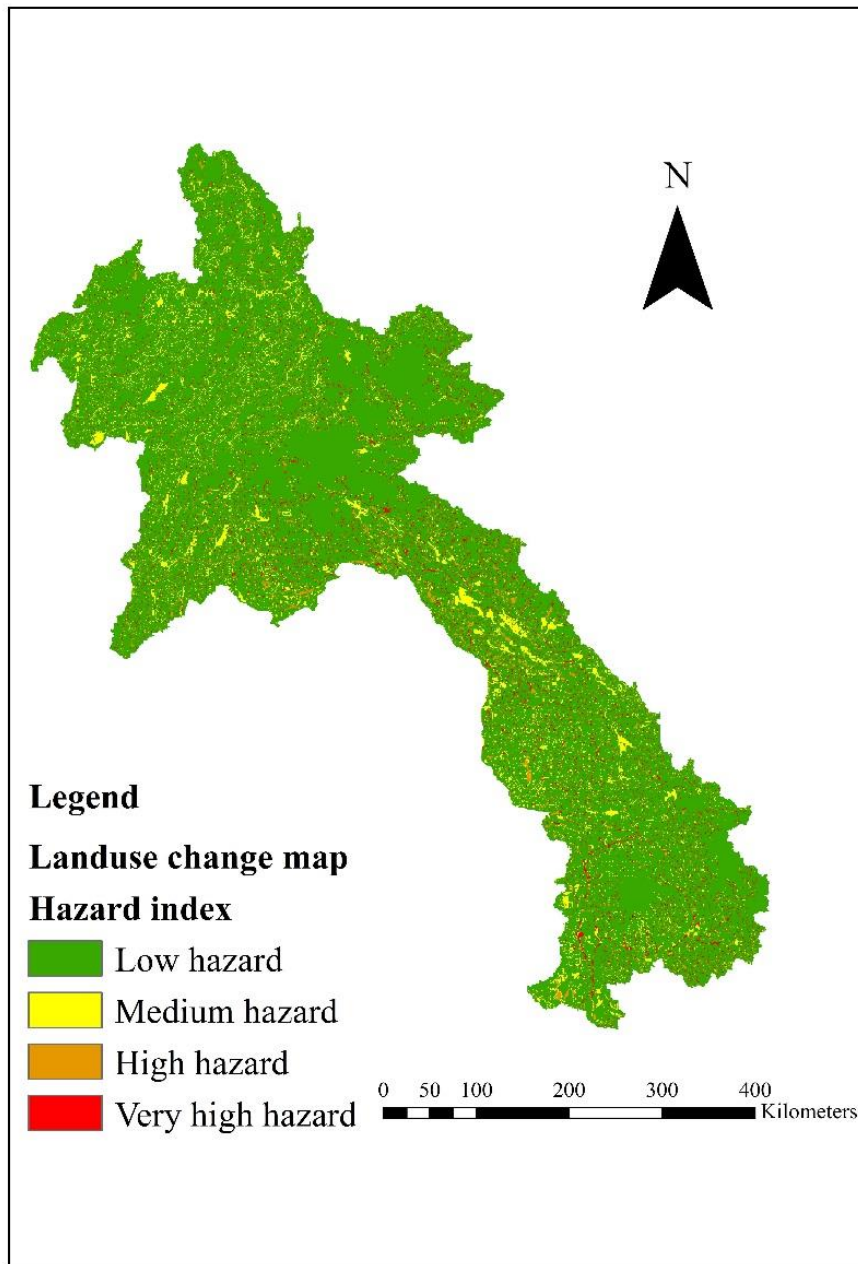 N
Legend
Landuse change map
Hazard index
Low hazard
Medium hazard
High hazard
Very high hazard
0 50 100 200 300 400
Kilometers